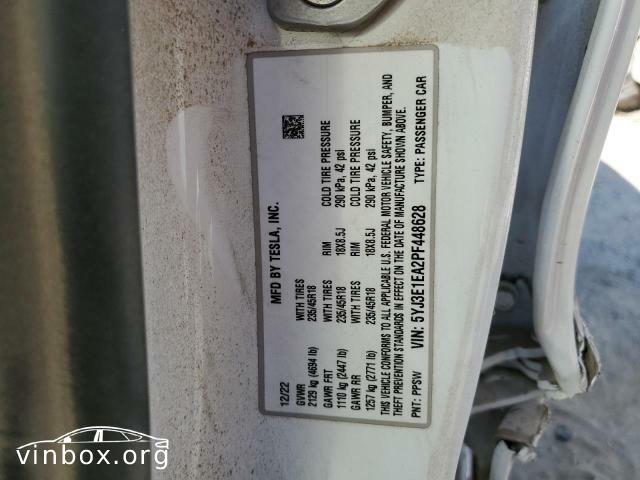 MFD BY TESLA, INC.
12/22
GVWR
2129 kg (4694 lb)
GAWR FRT WITH TIRES RIM COLD TIRE PRESSURE
1110 kg (2447 lb) 235/45R18 18X8.5J 290 kPa, 42 psi
GAWR RR WITH TIRES RIM COLD TIRE PRESSURE
1257 kg (2771 lb) 235/45R18 18X8.5J 290 kPa, 42 psi
THIS VEHICLE CONFORMS TO ALL APPLICABLE U.S. FEDERAL MOTOR VEHICLE SAFETY, BUMPER, AND
THEFT PREVENTION STANDARDS IN EFFECT ON THE DATE OF MANUFACTURE SHOWN ABOVE.
PNT: PPSW VIN: 5YJ3E1EA2PF448628 TYPE: PASSENGER CAR
vinbox.org